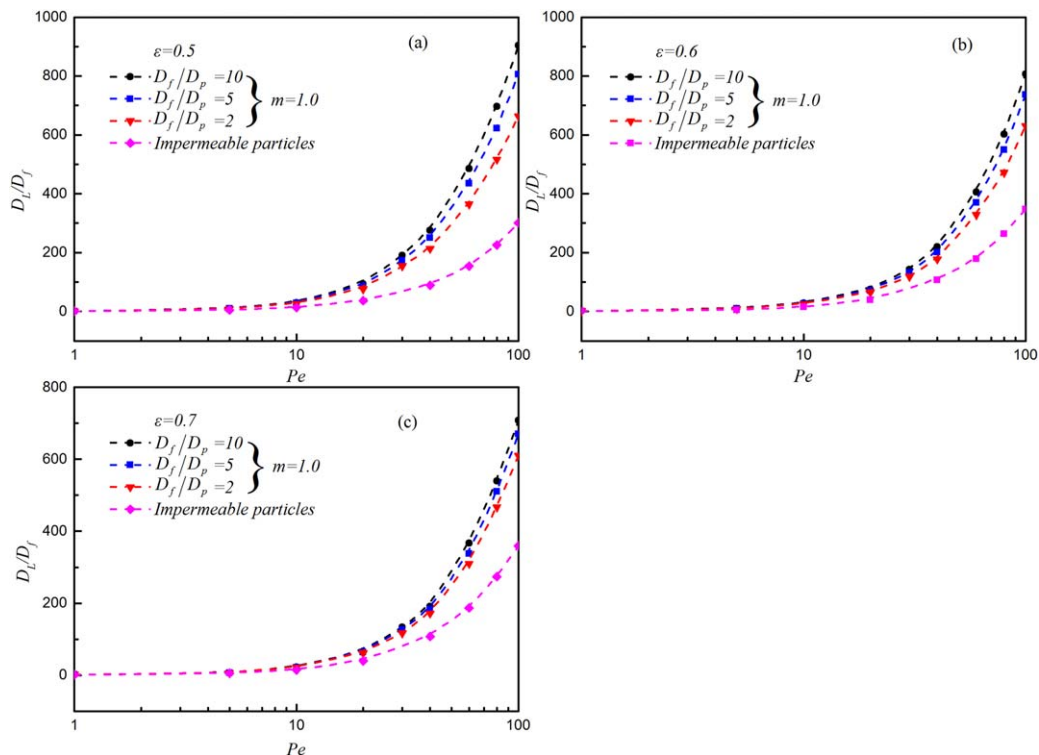 1000
800
600
400
200
0
D_L/D_f
(a)
ε=0.5
D_f/D_p=10
D_f/D_p=5
D_f/D_p=2
m=1.0
Impermeable particles
1
10
100
Pe
1000
800
600
400
200
0
D_L/D_f
(b)
ε=0.6
D_f/D_p=10
D_f/D_p=5
D_f/D_p=2
m=1.0
Impermeable particles
1
10
100
Pe
800
600
400
200
0
D_L/D_f
(c)
ε=0.7
D_f/D_p=10
D_f/D_p=5
D_f/D_p=2
m=1.0
Impermeable particles
1
10
100
Pe